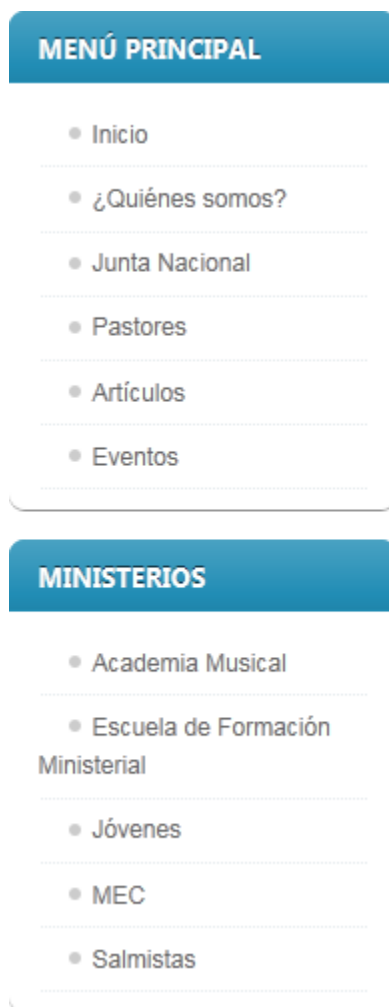 MENÚ PRINCIPAL
Inicio
¿Quiénes somos?
Junta Nacional
Pastores
Artículos
Eventos
MINISTERIOS
Academia Musical
Escuela de Formación
Ministerial
Jóvenes
MEC
Salmistas